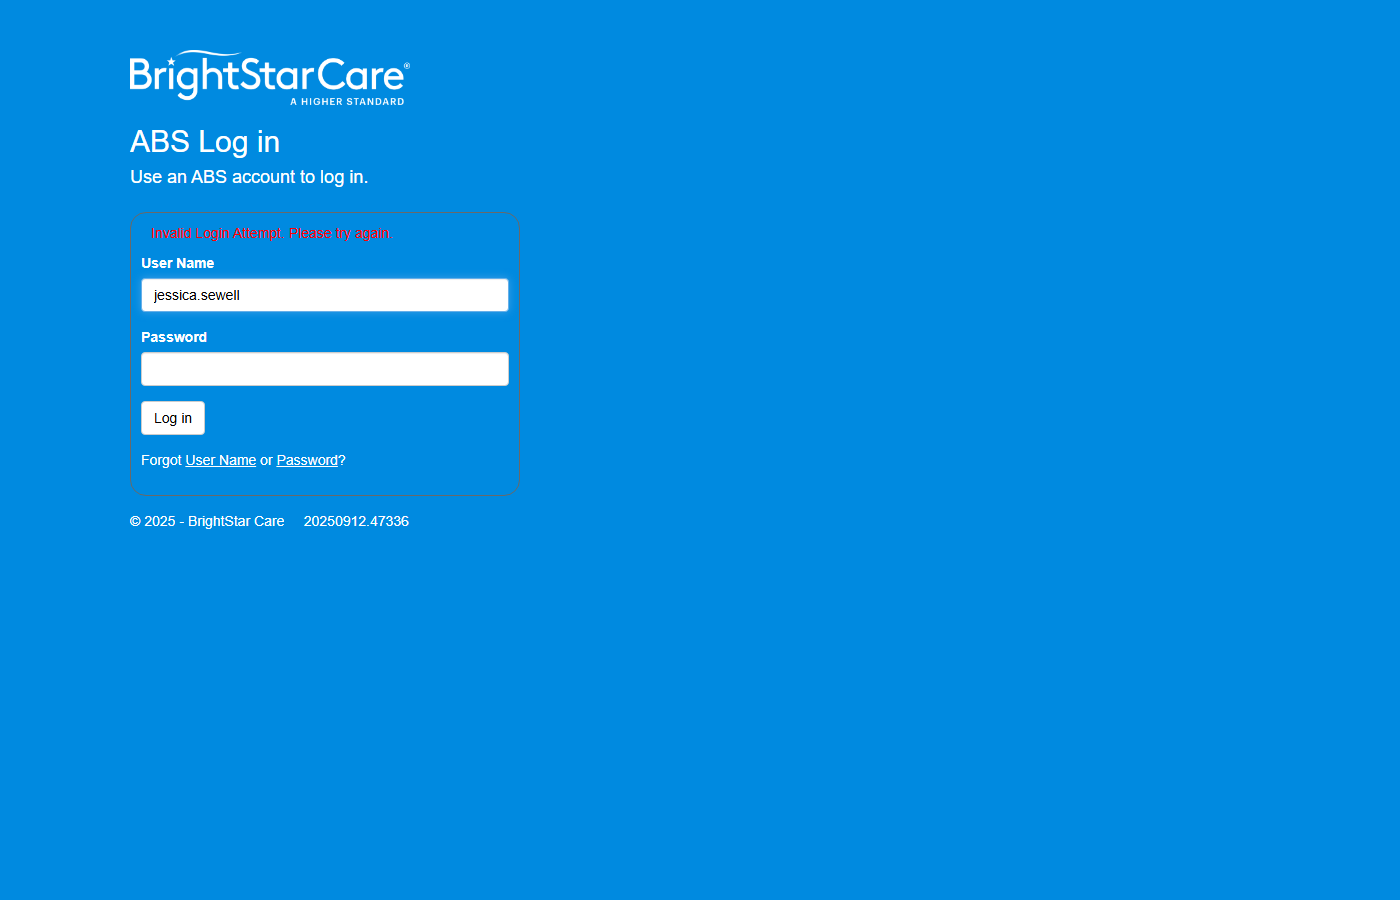 BrightStarCare®
A HIGHER STANDARD
ABS Log in
Use an ABS account to log in.
Invalid Login Attempt. Please try again.
User Name
jessica.sewell
Password
Log in
Forgot User Name or Password?
© 2025 - BrightStar Care 20250912.47336